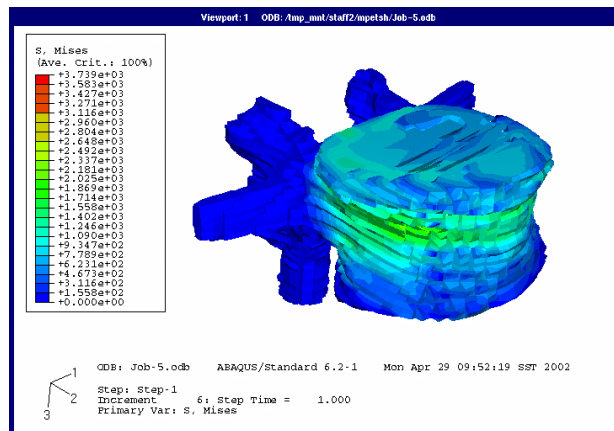 Viewport: 1 ODB: /tmp_mnt/staff2/mpetsh/Job-5.odb
S, Mises
(Ave. Crit.: 100%)
+3.739e+03
+3.583e+03
+3.427e+03
+3.271e+03
+3.116e+03
+2.960e+03
+2.804e+03
+2.648e+03
+2.492e+03
+2.337e+03
+2.181e+03
+2.025e+03
+1.869e+03
+1.714e+03
+1.558e+03
+1.402e+03
+1.246e+03
+1.090e+03
+9.347e+02
+7.789e+02
+6.231e+02
+4.673e+02
+3.116e+02
+1.558e+02
+0.000e+00
1
2
3
ODB: Job-5.odb ABAQUS/Standard 6.2-1 Mon Apr 29 09:52:19 SST 2002
Step: Step-1
Increment 6: Step Time = 1.000
Primary Var: S, Mises